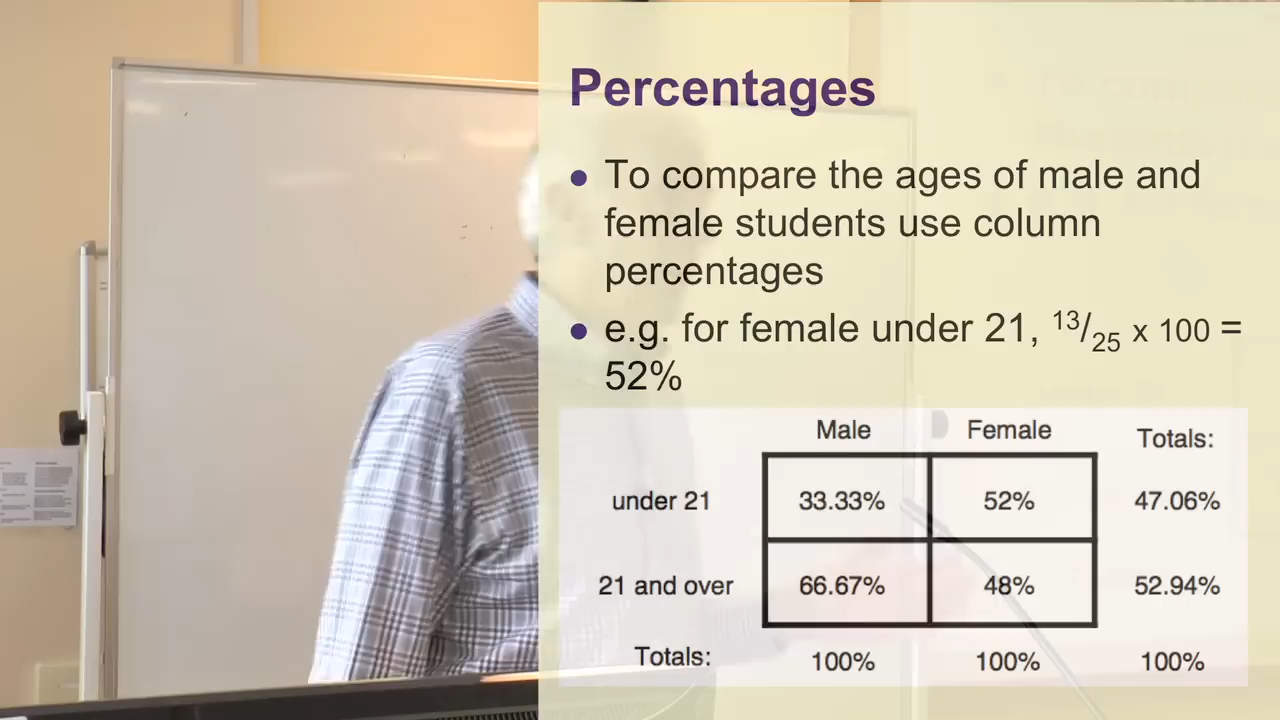 Percentages
• To compare the ages of male and
female students use column
percentages
• e.g. for female under 21, 13/25 x 100 =
52%
Male Female Totals:
under 21 33.33% 52% 47.06%
21 and over 66.67% 48% 52.94%
Totals: 100% 100% 100%